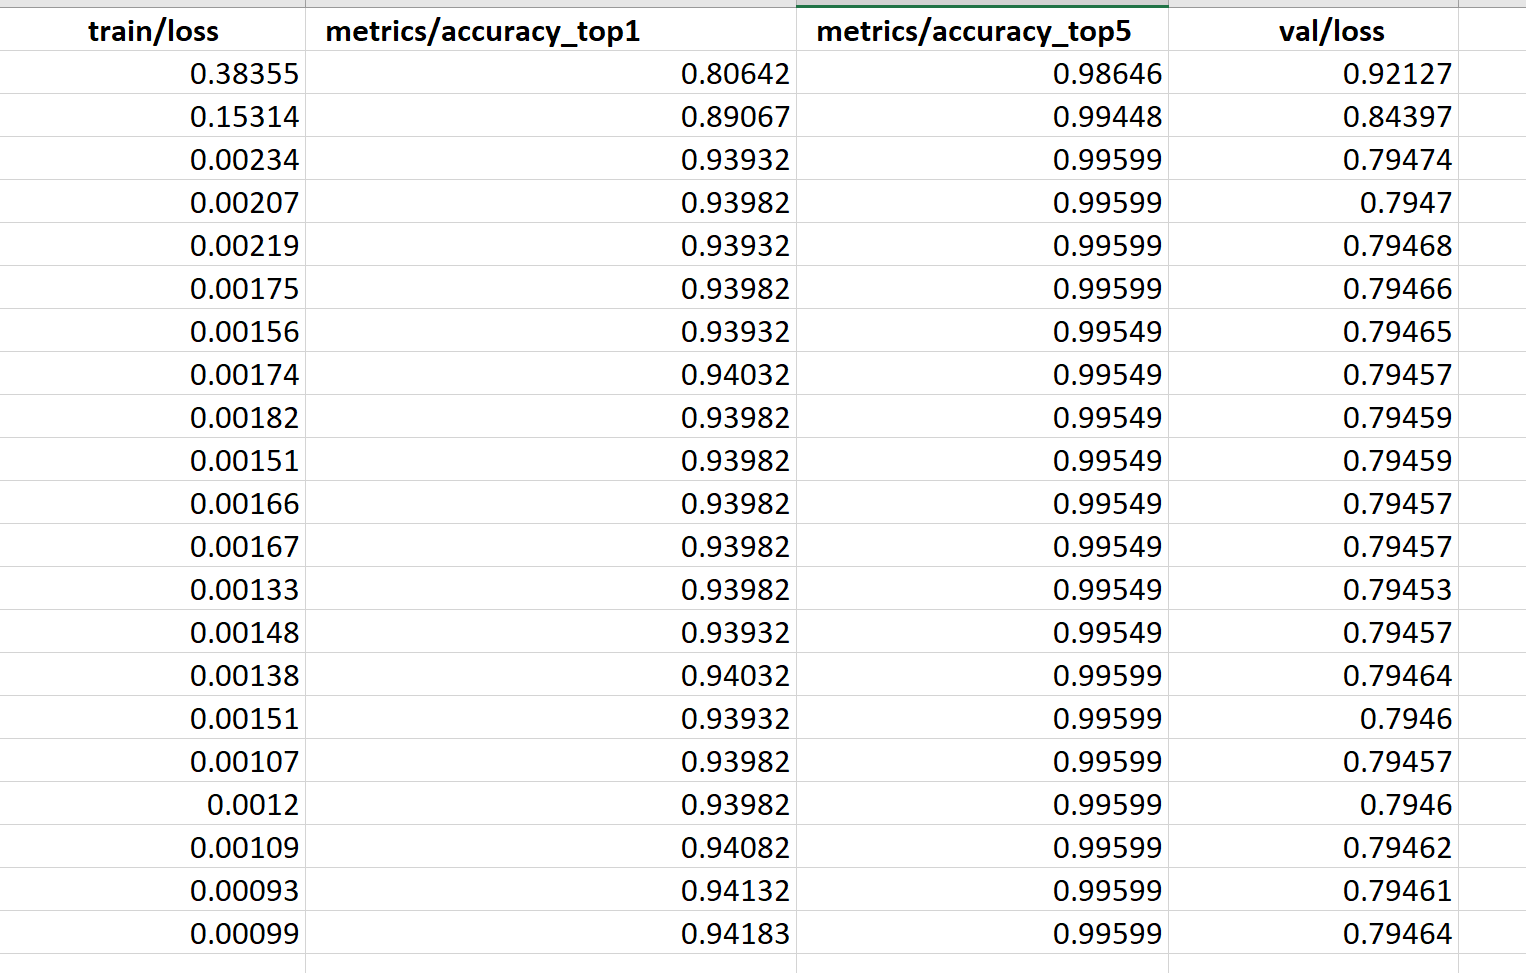 train/loss metrics/accuracy_top1 metrics/accuracy_top5 val/loss
0.38355 0.80642 0.98646 0.92127
0.15314 0.89067 0.99448 0.84397
0.00234 0.93932 0.99599 0.79474
0.00207 0.93982 0.99599 0.7947
0.00219 0.93932 0.99599 0.79468
0.00175 0.93982 0.99599 0.79466
0.00156 0.93932 0.99549 0.79465
0.00174 0.94032 0.99549 0.79457
0.00182 0.93982 0.99549 0.79459
0.00151 0.93982 0.99549 0.79459
0.00166 0.93982 0.99549 0.79457
0.00167 0.93982 0.99549 0.79457
0.00133 0.93982 0.99549 0.79453
0.00148 0.93932 0.99549 0.79457
0.00138 0.94032 0.99599 0.79464
0.00151 0.93932 0.99599 0.7946
0.00107 0.93982 0.99599 0.79457
0.0012 0.93982 0.99599 0.7946
0.00109 0.94082 0.99599 0.79462
0.00093 0.94132 0.99599 0.79461
0.00099 0.94183 0.99599 0.79464